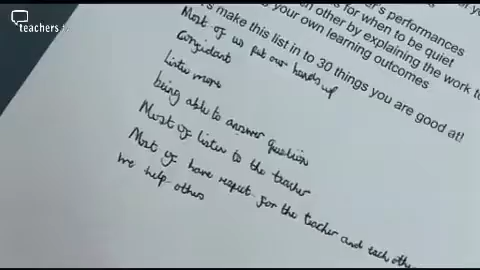 teachers
's performances
for when to be quiet
other by explaining the work to
your own learning outcomes
s make this list in to 30 things you are good at!
Most of us put our hands up
Confidant
Listen more
being able to answer question
Most of listen to the teacher
Most of have respect for the teacher and each other
We help others